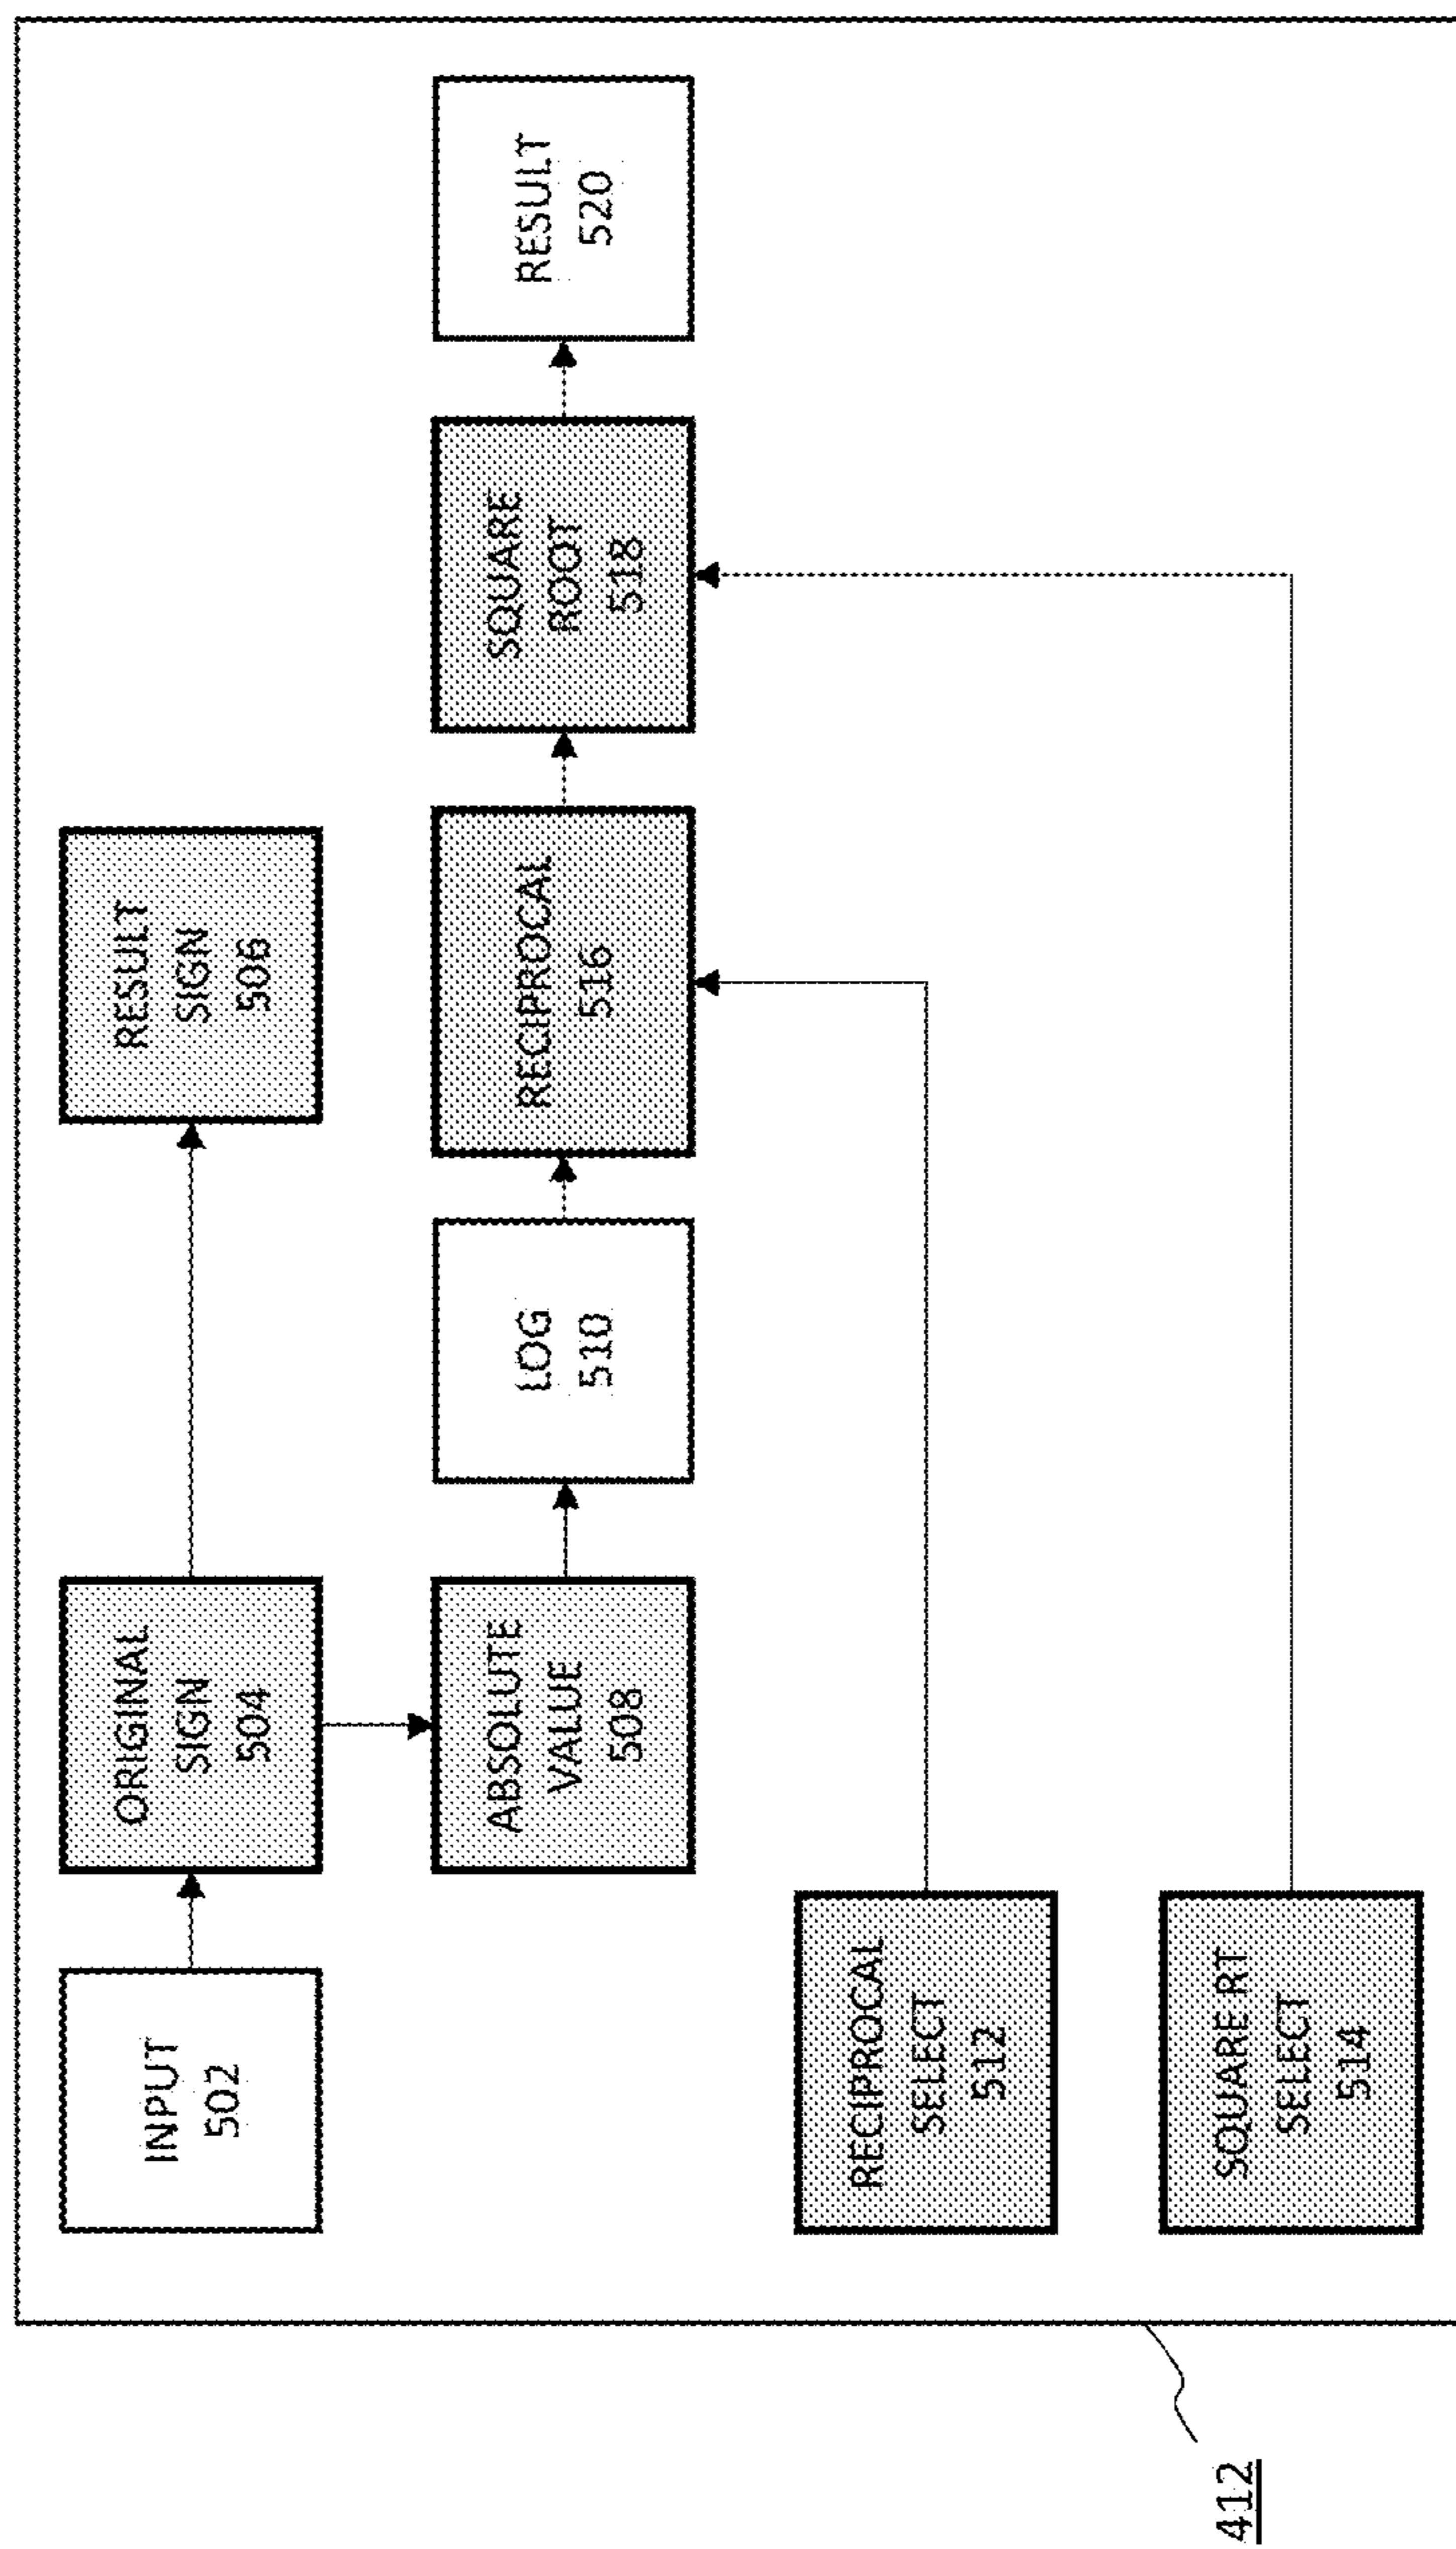 INPUT
502
ORIGINAL
SIGN
504
RESULT
SIGN
506
ABSOLUTE
VALUE
508
LOG
510
RECIPROCAL
516
SQUARE
ROOT
518
RESULT
520
RECIPROCAL
SELECT
512
SQUARE RT
SELECT
514
412